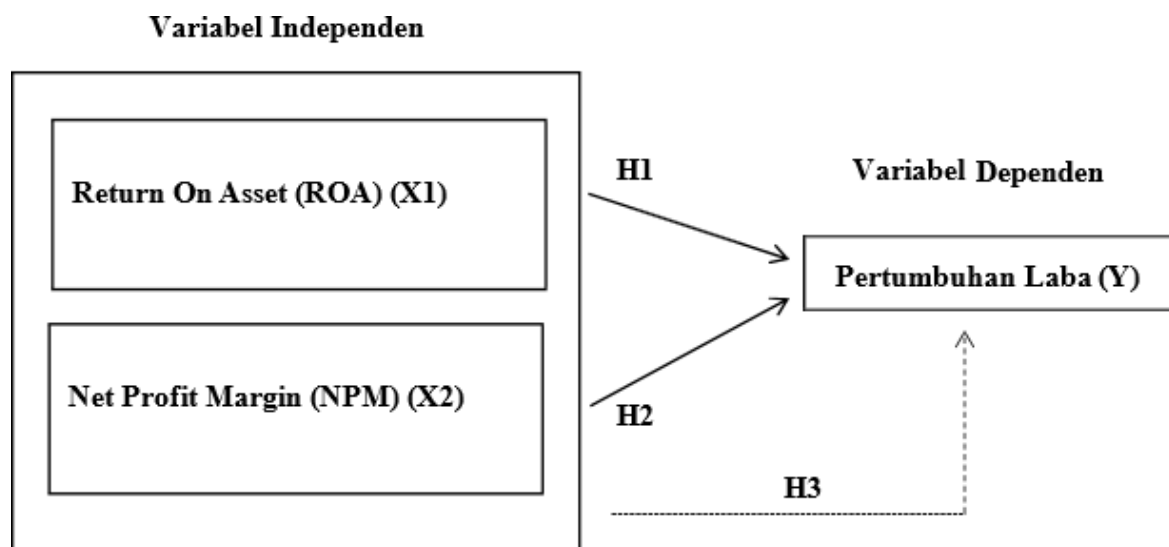 Variabel Independen
Return On Asset (ROA) (X1)
Net Profit Margin (NPM) (X2)
H1
H2
H3
Variabel Dependen
Pertumbuhan Laba (Y)